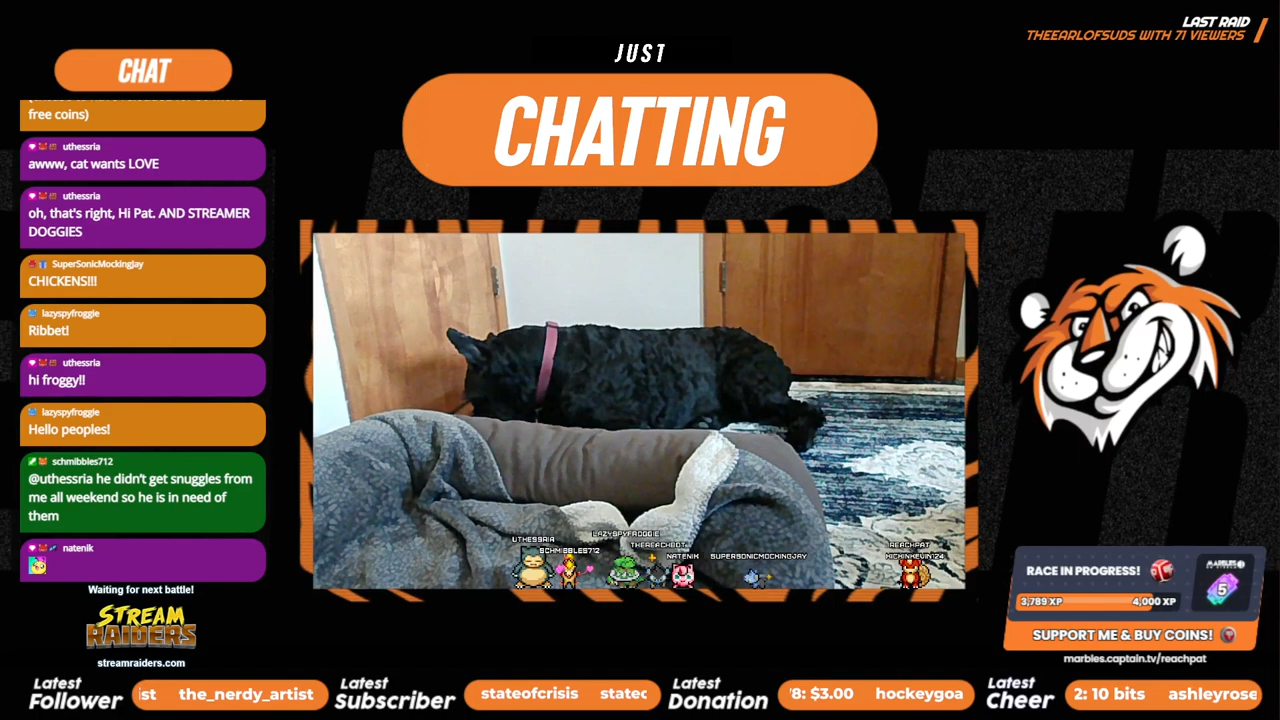 LAST RAID
THEEARLOFSUDS WITH 71 VIEWERS
JUST
CHATTING
CHAT
free coins)
uthessria
awww, cat wants LOVE
uthessria
oh, that's right, Hi Pat. AND STREAMER
DOGGIES
SuperSonicMockingJay
CHICKENS!!!
lazyspyfroggie
Ribbet!
uthessria
hi froggy!!
lazyspyfroggie
Hello peoples!
schmibbles712
@uthessria he didn't get snuggles from
me all weekend so he is in need of
them
natenik
Waiting for next battle!
STREAM
RAIDERS
streamraiders.com
UTHESSRIA
SCHMIBBLES712
LAZYSPYFROGGIE
THEREACHBOT
NATENIK
SUPERSONICMOCKINGJAY
REACHPAT
KICKINKEVIN124
RACE IN PROGRESS!
3,789 XP 4,000 XP
MARBLES
5
SUPPORT ME & BUY COINS!
marbles.captain.tv/reachpat
Latest
Follower
ist the_nerdy_artist
Latest
Subscriber
stateofcrisis statec
Latest
Donation
8: $3.00 hockeygoa
Latest
Cheer
2: 10 bits ashleyrose